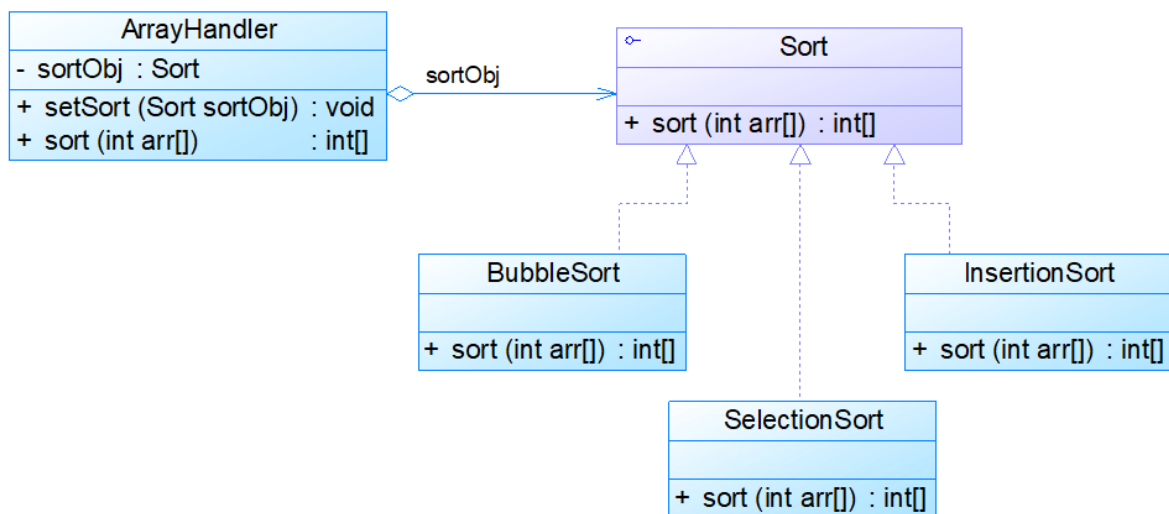 ArrayHandler
- sortObj : Sort
+ setSort (Sort sortObj) : void
+ sort (int arr[]) : int[]
sortObj
Sort
+ sort (int arr[]) : int[]
BubbleSort
+ sort (int arr[]) : int[]
InsertionSort
+ sort (int arr[]) : int[]
SelectionSort
+ sort (int arr[]) : int[]